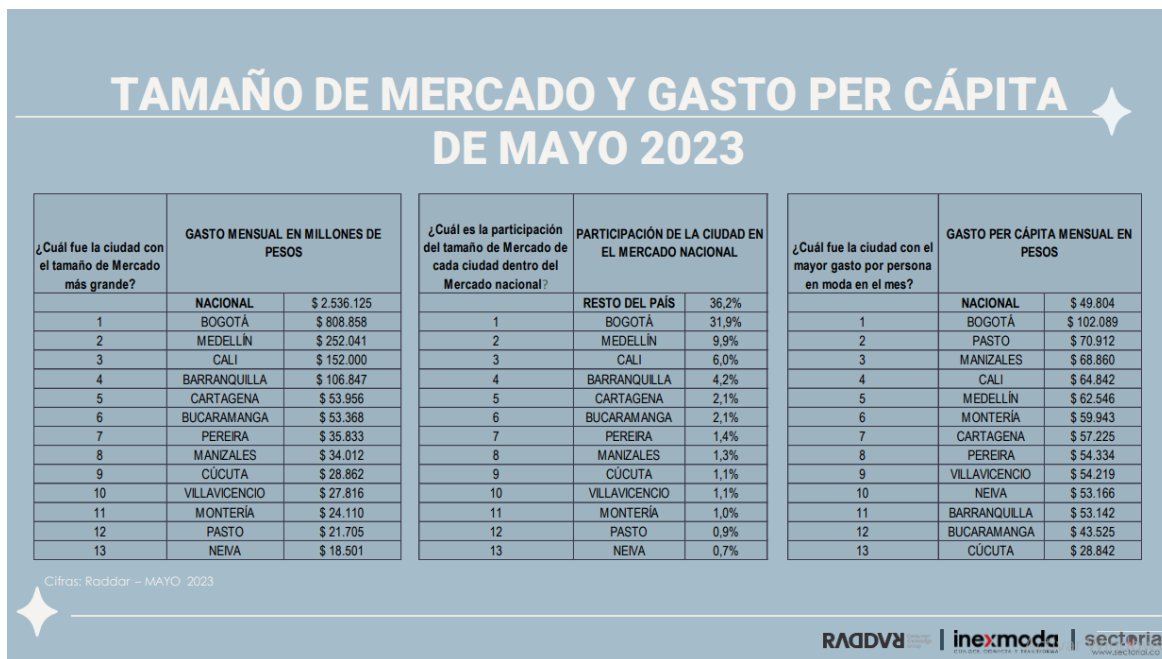 TAMAÑO DE MERCADO Y GASTO PER CÁPITA
DE MAYO 2023
¿Cuál fue la ciudad con
el tamaño de Mercado
más grande?
GASTO MENSUAL EN MILLONES DE
PESOS
NACIONAL $ 2.536.125
1 BOGOTÁ $ 808.858
2 MEDELLÍN $ 252.041
3 CALI $ 152.000
4 BARRANQUILLA $ 106.847
5 CARTAGENA $ 53.956
6 BUCARAMANGA $ 53.368
7 PEREIRA $ 35.833
8 MANIZALES $ 34.012
9 CÚCUTA $ 28.862
10 VILLAVICENCIO $ 27.816
11 MONTERÍA $ 24.110
12 PASTO $ 21.705
13 NEIVA $ 18.501
¿Cuál es la participación
del tamaño de Mercado de
cada ciudad dentro del
Mercado nacional?
PARTICIPACIÓN DE LA CIUDAD EN
EL MERCADO NACIONAL
RESTO DEL PAÍS 36,2%
1 BOGOTÁ 31,9%
2 MEDELLÍN 9,9%
3 CALI 6,0%
4 BARRANQUILLA 4,2%
5 CARTAGENA 2,1%
6 BUCARAMANGA 2,1%
7 PEREIRA 1,4%
8 MANIZALES 1,3%
9 CÚCUTA 1,1%
10 VILLAVICENCIO 1,1%
11 MONTERÍA 1,0%
12 PASTO 0,9%
13 NEIVA 0,7%
¿Cuál fue la ciudad con el
mayor gasto por persona
en moda en el mes?
GASTO PER CÁPITA MENSUAL EN
PESOS
NACIONAL $ 49.804
1 BOGOTÁ $ 102.089
2 PASTO $ 70.912
3 MANIZALES $ 68.860
4 CALI $ 64.842
5 MEDELLÍN $ 62.546
6 MONTERÍA $ 59.943
7 CARTAGENA $ 57.225
8 PEREIRA $ 54.334
9 VILLAVICENCIO $ 54.219
10 NEIVA $ 53.166
11 BARRANQUILLA $ 53.142
12 BUCARAMANGA $ 43.525
13 CÚCUTA $ 28.842
Cifras: Raddar – MAYO 2023
RADDAR
inexmoda
sectoria
www.sectorial.co